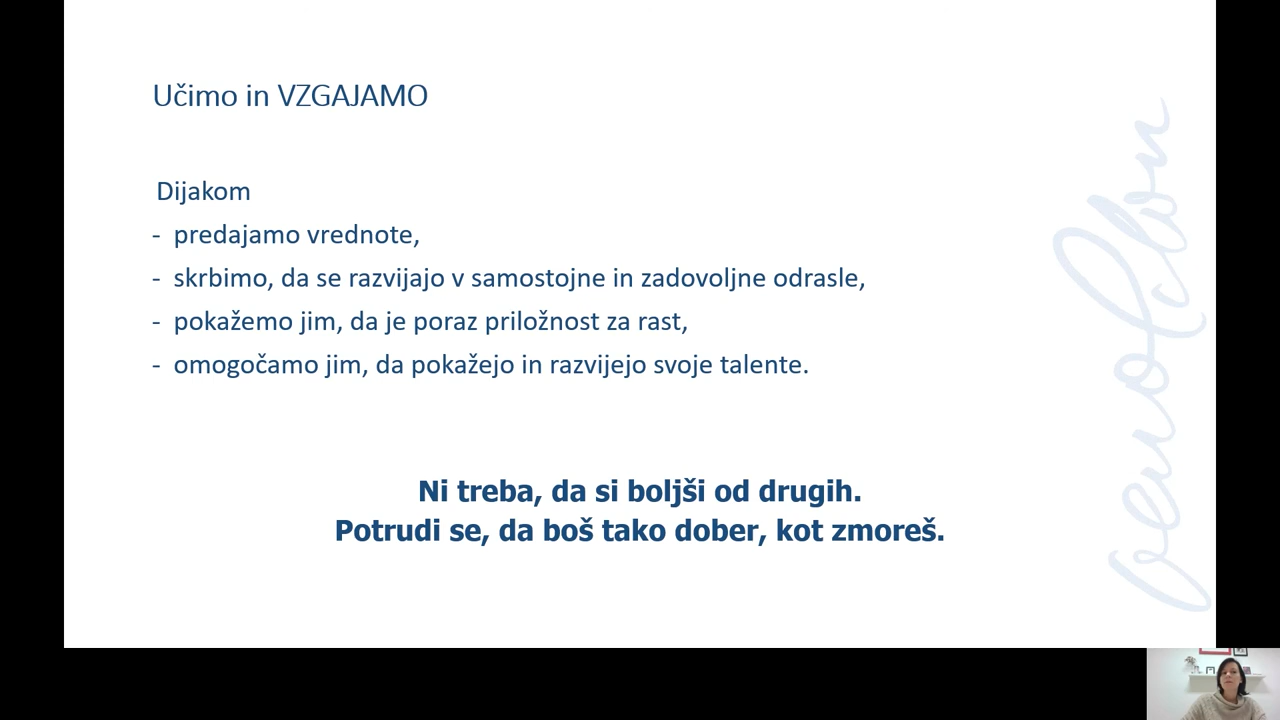 Učimo in VZGAJAMO
Dijakom
- predajamo vrednote,
- skrbimo, da se razvijajo v samostojne in zadovoljne odrasle,
- pokažemo jim, da je poraz priložnost za rast,
- omogočamo jim, da pokažejo in razvijejo svoje talente.
Ni treba, da si boljši od drugih.
Potrudi se, da boš tako dober, kot zmoreš.